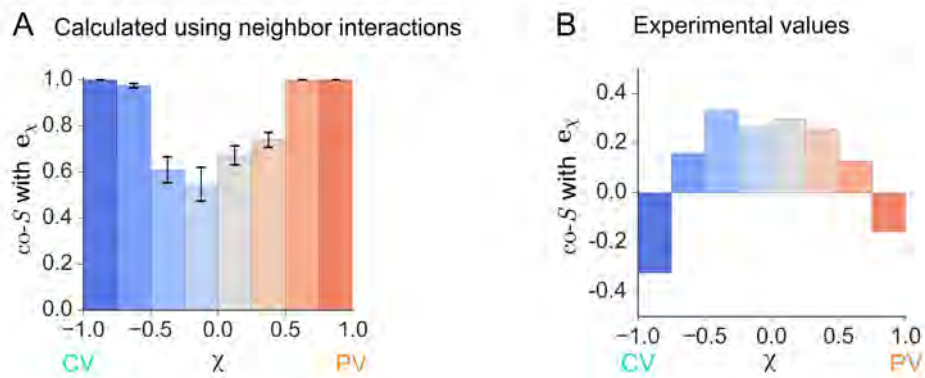 A Calculated using neighbor interactions
co-S with eχ
1.0
0.8
0.6
0.4
0.2
0.0
−1.0 −0.5 0.0 0.5 1.0
CV χ PV
B Experimental values
co-S with eχ
0.4
0.2
0.0
-0.2
-0.4
−1.0 −0.5 0.0 0.5 1.0
CV χ PV